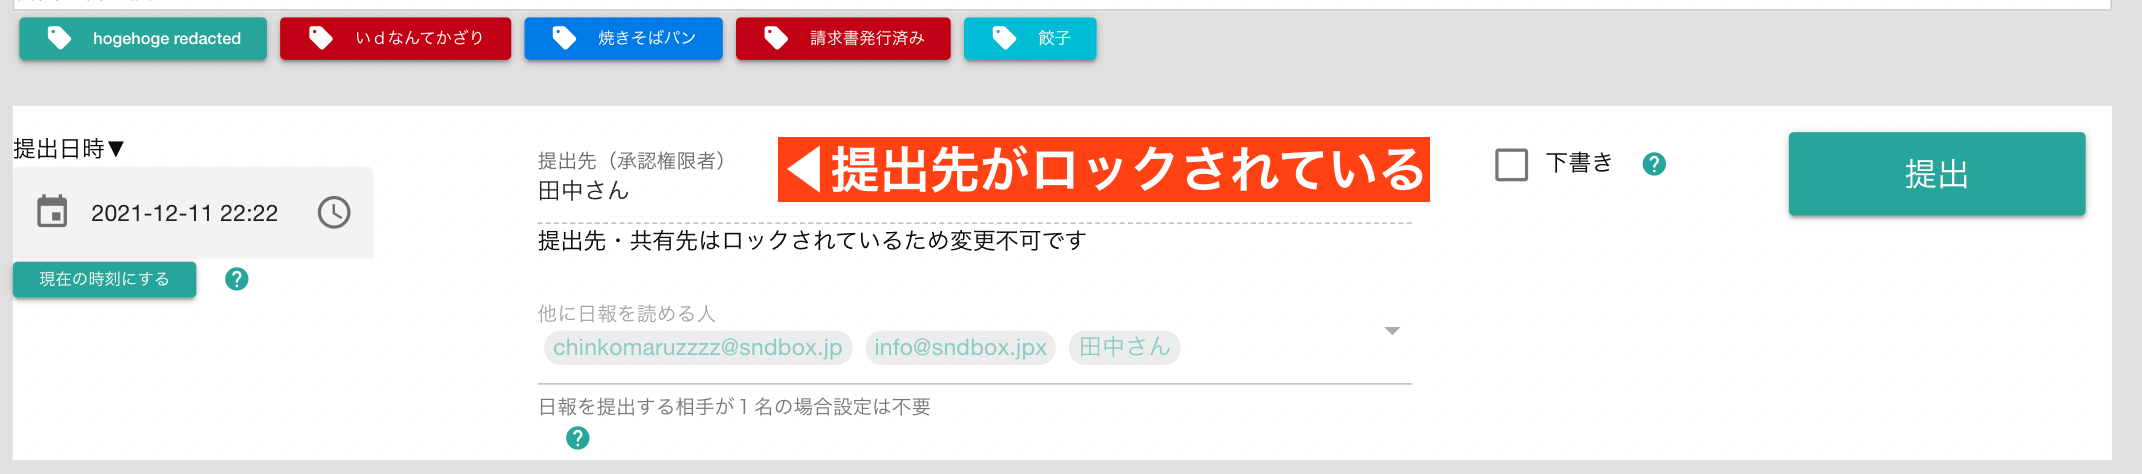 hogehoge redacted
いｄなんてかざり
焼きそばパン
請求書発行済み
餃子
提出日時▼
2021-12-11 22:22
現在の時刻にする
?
提出先（承認権限者）
田中さん
◀提出先がロックされている
提出先・共有先はロックされているため変更不可です
他に日報を読める人
chinkomaruzzzz@sndbox.jp
info@sndbox.jpx
田中さん
日報を提出する相手が１名の場合設定は不要
?
下書き
?
提出